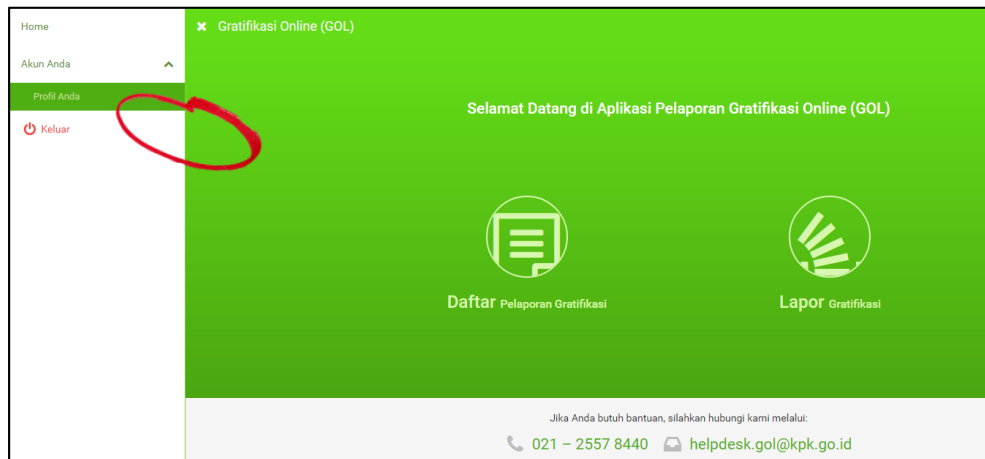 Home
Akun Anda
Profil Anda
Keluar
Gratifikasi Online (GOL)
Selamat Datang di Aplikasi Pelaporan Gratifikasi Online (GOL)
Daftar Pelaporan Gratifikasi
Lapor Gratifikasi
Jika Anda butuh bantuan, silahkan hubungi kami melalui:
021 – 2557 8440 helpdesk.gol@kpk.go.id